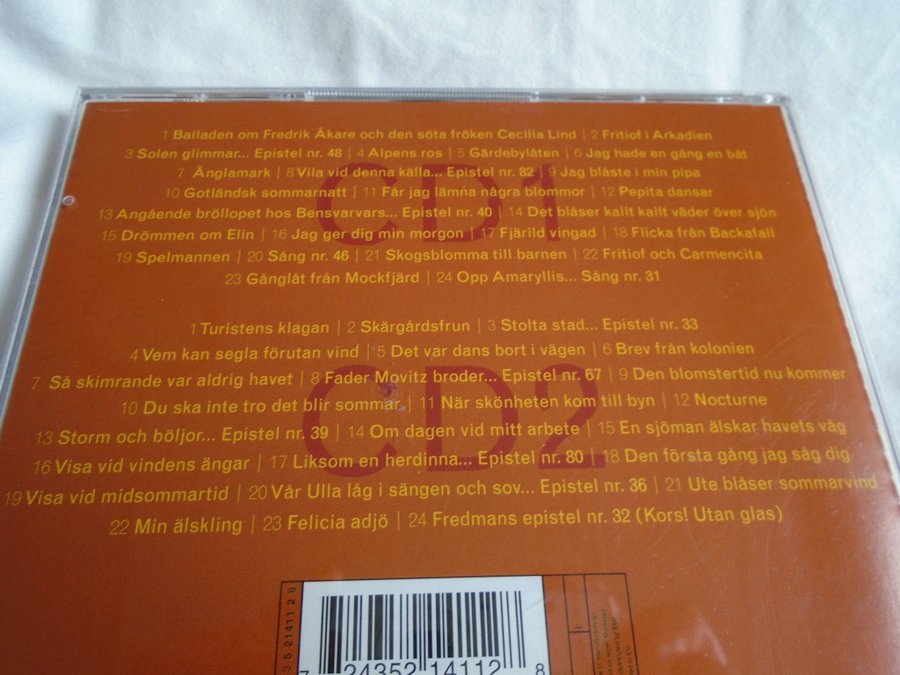 1 Balladen om Fredrik Åkare och den söta fröken Cecilia Lind | 2 Fritiof i Arkadien
3 Solen glimmar... Epistel nr. 48 | 4 Alpens ros | 5 Gärdebylåten | 6 Jag hade en gång en båt
7 Änglamark | 8 Vila vid denna källa... Epistel nr. 82 | 9 Jag blåste i min pipa
10 Gotländsk sommarnatt | 11 Får jag lämna några blommor | 12 Pepita dansar
13 Angående bröllopet hos Bensvarvars... Epistel nr. 40 | 14 Det blåser kallt kallt väder över sjön
15 Drömmen om Elin | 16 Jag ger dig min morgon | 17 Fjärild vingad | 18 Flicka från Backafall
19 Spelmannen | 20 Sång nr. 46 | 21 Skogsblomma till barnen | 22 Fritiof och Carmencita
23 Gånglåt från Mockfjärd | 24 Opp Amaryllis... Sång nr. 31
CD1
1 Turistens klagan | 2 Skärgårdsfrun | 3 Stolta stad... Epistel nr. 33
4 Vem kan segla förutan vind | 5 Det var dans bort i vägen | 6 Brev från kolonien
7 Så skimrande var aldrig havet | 8 Fader Movitz broder... Epistel nr. 67 | 9 Den blomstertid nu kommer
10 Du ska inte tro det blir sommar | 11 När skönheten kom till byn | 12 Nocturne
13 Storm och böljor... Epistel nr. 39 | 14 Om dagen vid mitt arbete | 15 En sjöman älskar havets våg
16 Visa vid vindens ängar | 17 Liksom en herdinna... Epistel nr. 80 | 18 Den första gång jag såg dig
19 Visa vid midsommartid | 20 Vår Ulla låg i sängen och sov... Epistel nr. 36 | 21 Ute blåser sommarvind
22 Min älskling | 23 Felicia adjö | 24 Fredmans epistel nr. 32 (Kors! Utan glas)
CD2
3 5 21411 2 8
7 24352 14112 8